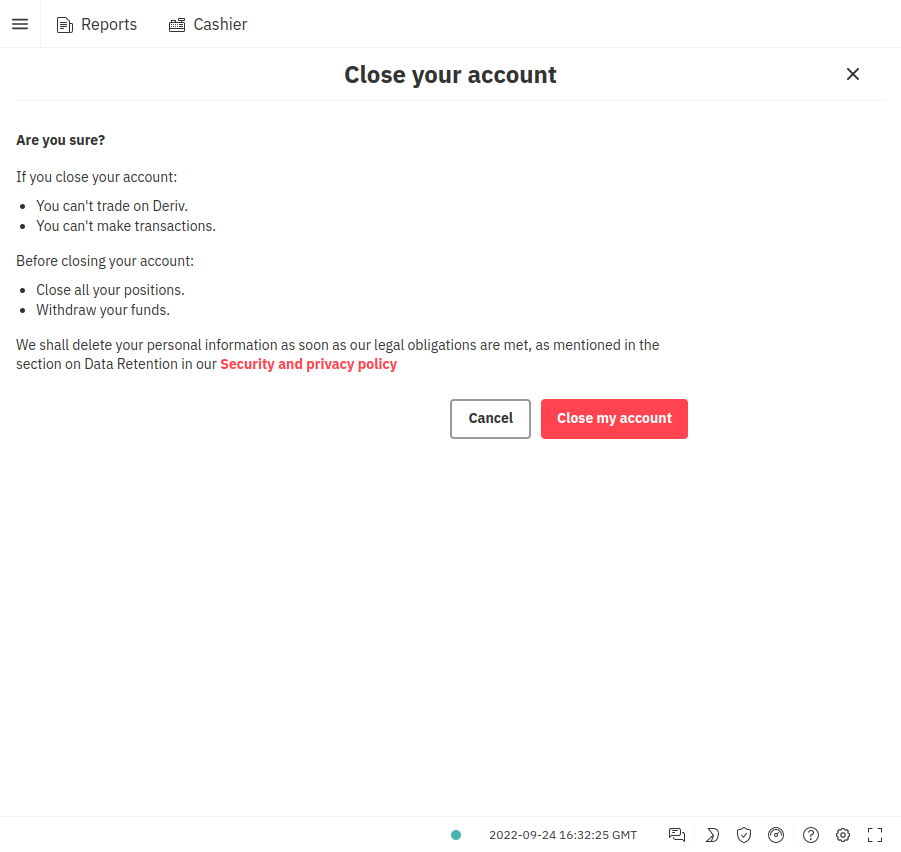 Reports Cashier
Close your account
Are you sure?
If you close your account:
You can't trade on Deriv.
You can't make transactions.
Before closing your account:
Close all your positions.
Withdraw your funds.
We shall delete your personal information as soon as our legal obligations are met, as mentioned in the
section on Data Retention in our Security and privacy policy
Cancel Close my account
2022-09-24 16:32:25 GMT